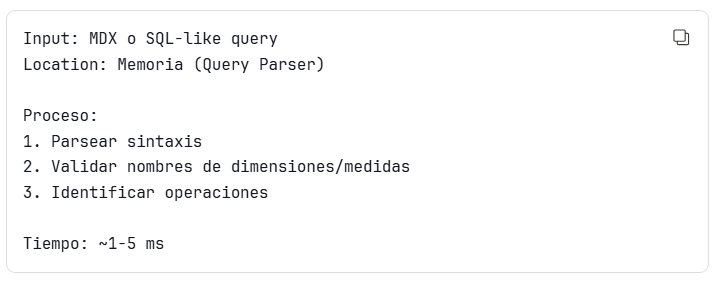 Input: MDX o SQL-like query
Location: Memoria (Query Parser)
Proceso:
1. Parsear sintaxis
2. Validar nombres de dimensiones/medidas
3. Identificar operaciones
Tiempo: ~1-5 ms